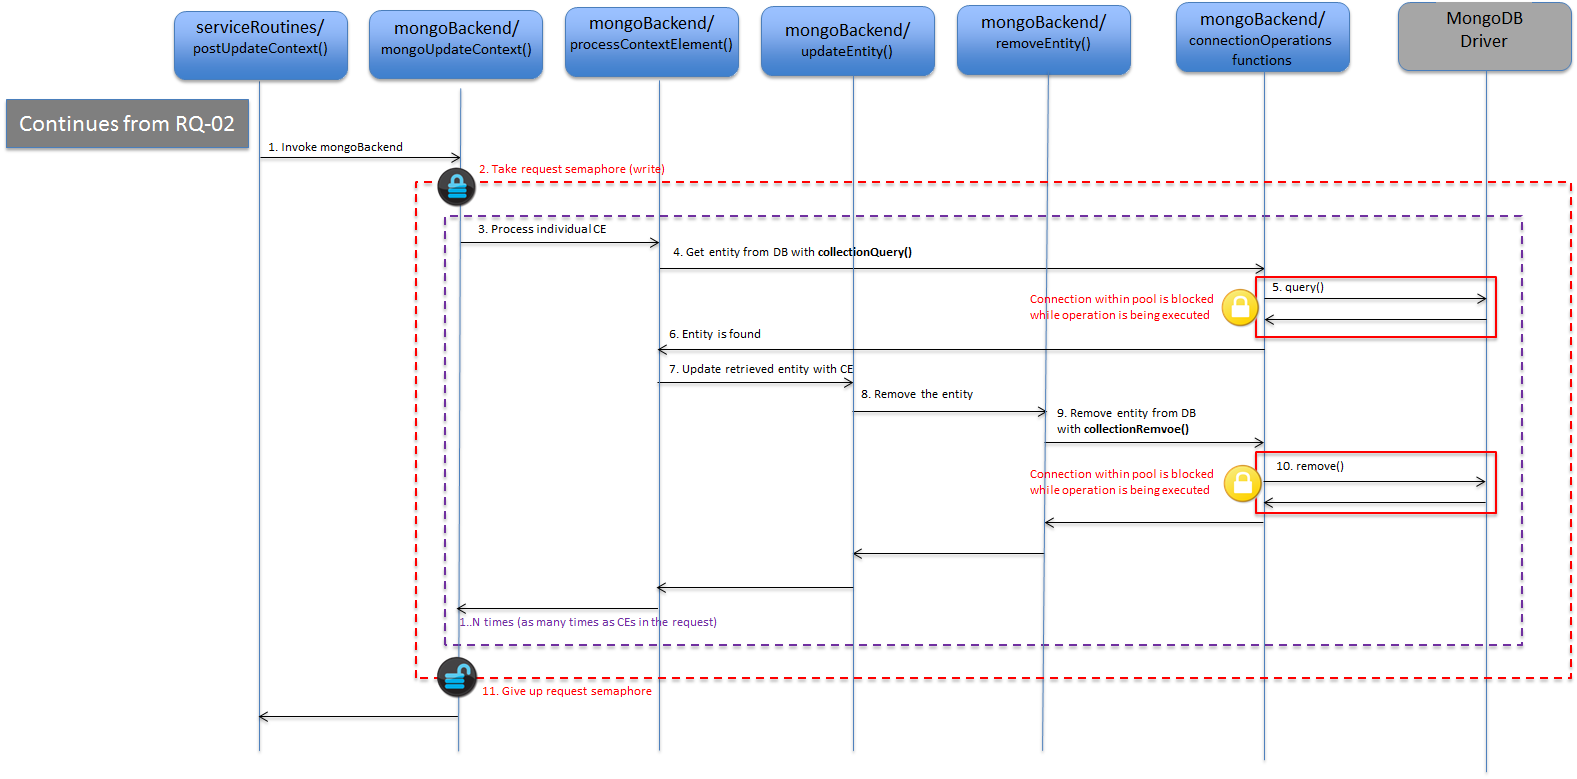 serviceRoutines/
postUpdateContext()
mongoBackend/
mongoUpdateContext()
mongoBackend/
processContextElement()
mongoBackend/
updateEntity()
mongoBackend/
removeEntity()
mongoBackend/
connectionOperations
functions
MongoDB
Driver
Continues from RQ-02
1. Invoke mongoBackend
2. Take request semaphore (write)
3. Process individual CE
4. Get entity from DB with collectionQuery()
5. query()
Connection within pool is blocked
while operation is being executed
6. Entity is found
7. Update retrieved entity with CE
8. Remove the entity
9. Remove entity from DB
with collectionRemvoe()
10. remove()
Connection within pool is blocked
while operation is being executed
1..N times (as many times as CEs in the request)
11. Give up request semaphore